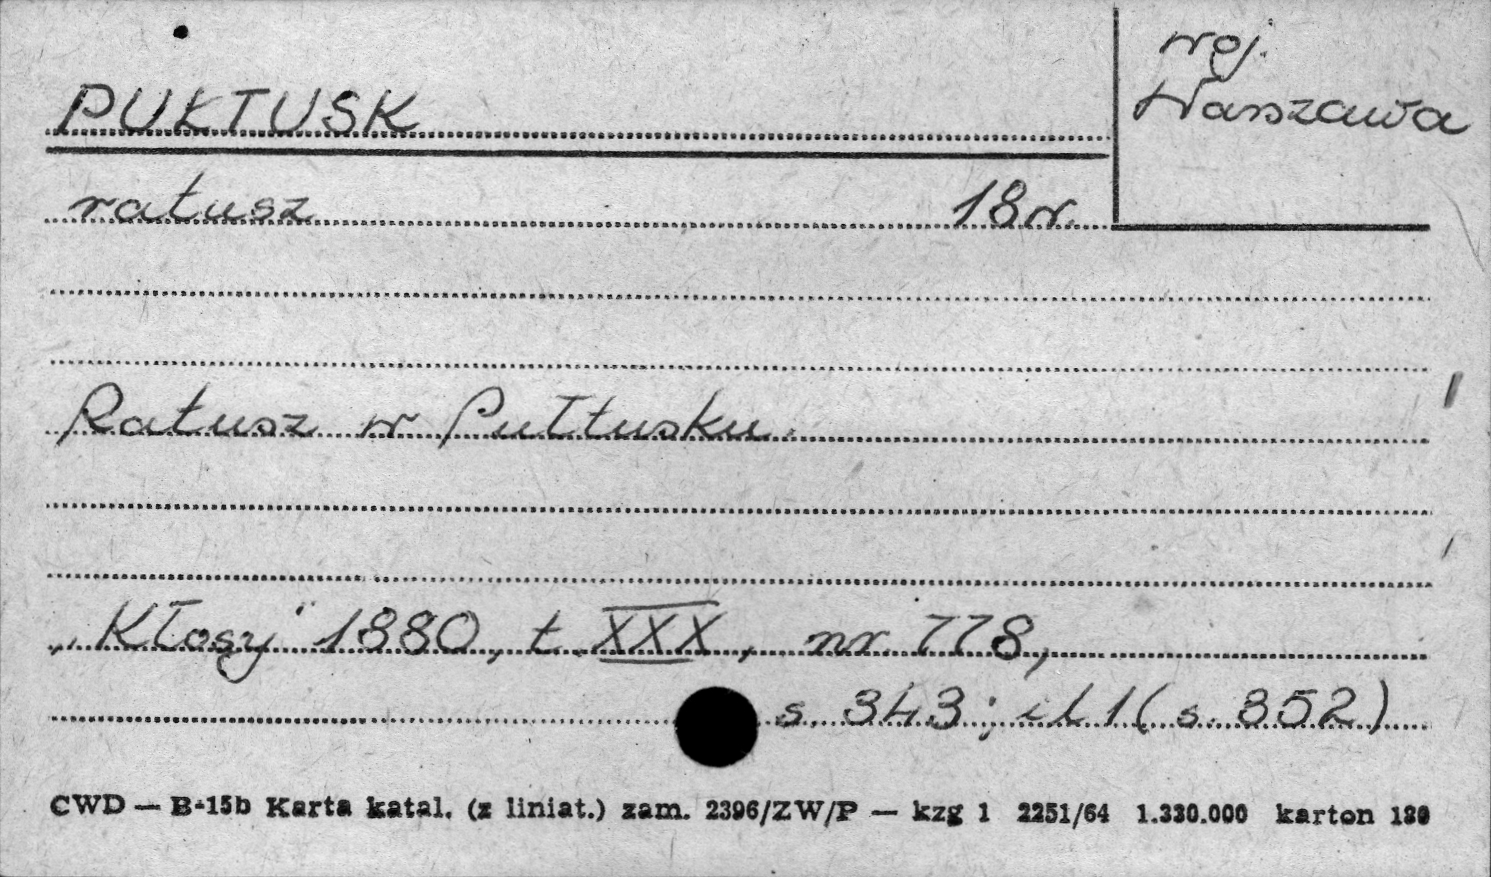 PUŁTUSK
woj.
Warszawa
ratusz 18 w.
Ratusz w Pułtusku.
„Kłosy" 1880, t. XXX, nr. 778,
s. 343; il 1 (s. 352)
CWD — B-15b Karta katal. (z liniat.) zam. 2396/ZW/P — kzg 1 2251/64 1.330.000 karton 180